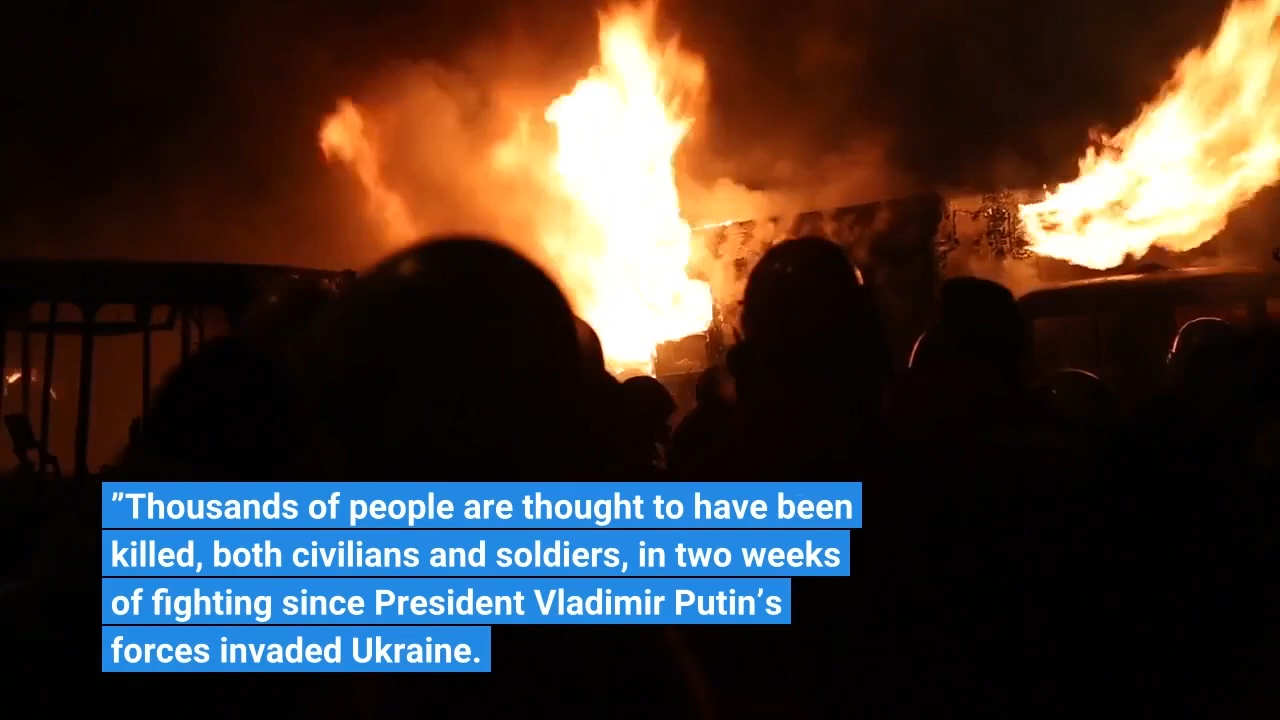 ”Thousands of people are thought to have been
killed, both civilians and soldiers, in two weeks
of fighting since President Vladimir Putin’s
forces invaded Ukraine.